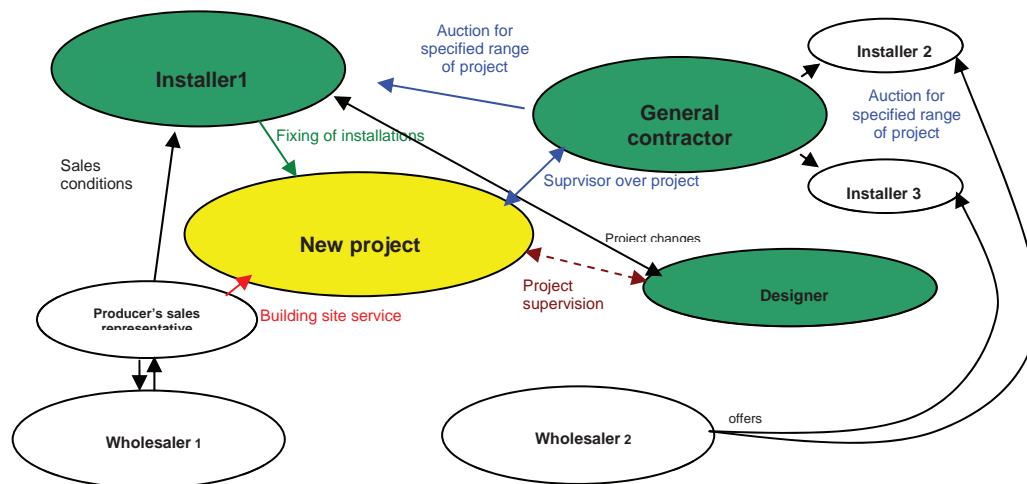 Auction for
specified range
of project
Installer 2
Installer1
General
contractor
Auction for
specified range
of project
Fixing of installations
Sales
conditions
Suprvisor over project
Installer 3
New project
Project changes
Project
supervision
Designer
Producer's sales
representative
Building site service
offers
Wholesaler 1
Wholesaler 2